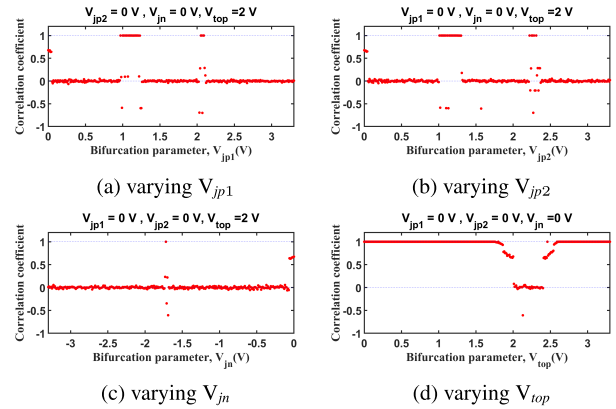 V_jp2 = 0 V , V_jn = 0 V, V_top = 2 V
Correlation coefficient
1
0.5
0
-0.5
-1
0 0.5 1 1.5 2 2.5 3
Bifurcation parameter, V_jp1(V)
(a) varying V_jp1
V_jp1 = 0 V , V_jn = 0 V, V_top = 2 V
Correlation coefficient
1
0.5
0
-0.5
-1
0 0.5 1 1.5 2 2.5 3
Bifurcation parameter, V_jp2(V)
(b) varying V_jp2
V_jp1 = 0 V , V_jp2 = 0 V, V_top =2 V
Correlation coefficient
1
0.5
0
-0.5
-1
-3 -2.5 -2 -1.5 -1 -0.5 0
Bifurcation parameter, V_jn(V)
(c) varying V_jn
V_jp1 = 0 V , V_jp2 = 0 V, V_jn =0 V
Correlation coefficient
1
0.5
0
-0.5
-1
0 0.5 1 1.5 2 2.5 3
Bifurcation parameter, V_top(V)
(d) varying V_top